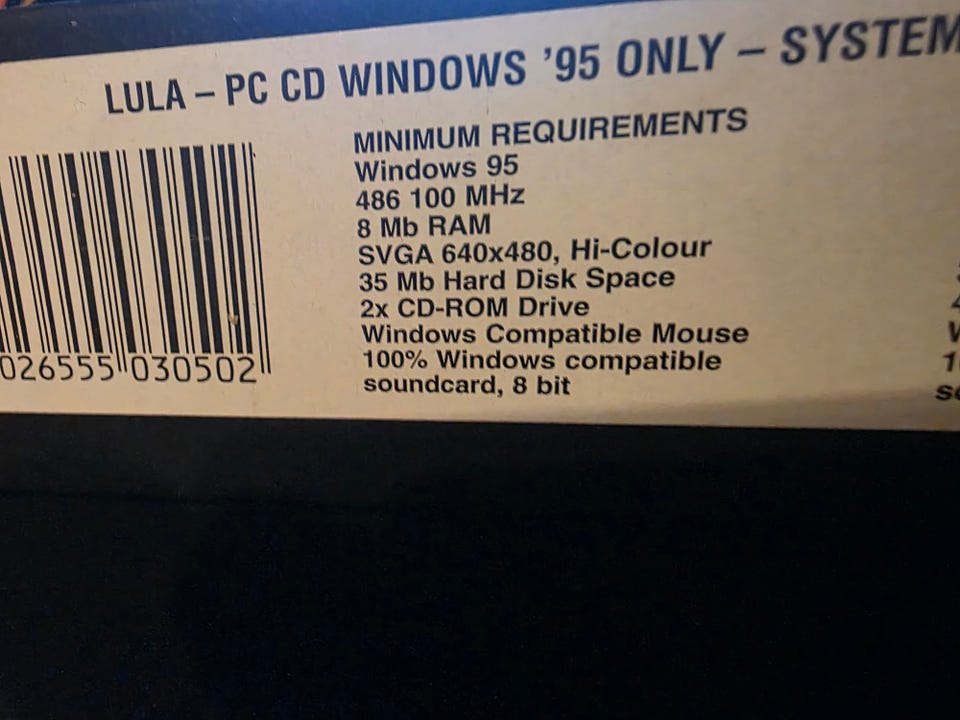 LULA – PC CD WINDOWS '95 ONLY – SYSTEM
MINIMUM REQUIREMENTS
Windows 95
486 100 MHz
8 Mb RAM
SVGA 640x480, Hi-Colour
35 Mb Hard Disk Space
2x CD-ROM Drive
Windows Compatible Mouse
100% Windows compatible
soundcard, 8 bit
026555 030502